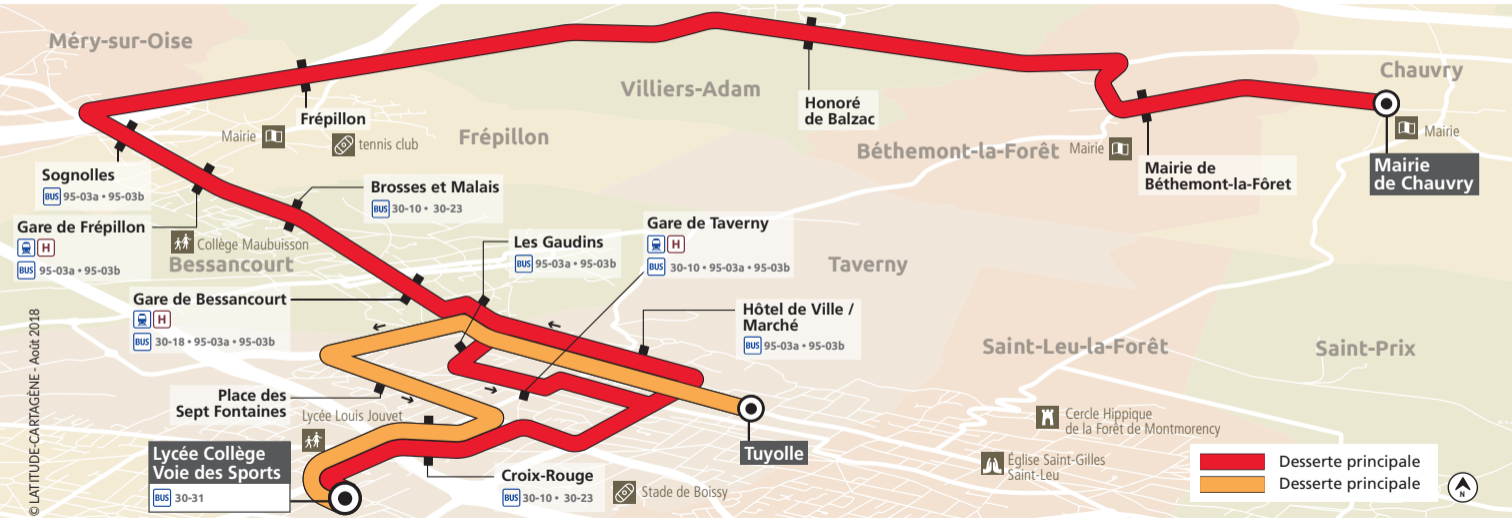 Méry-sur-Oise
Villiers-Adam
Chauvry
Honoré
de Balzac
Frépillon
Mairie
tennis club
Frépillon
Béthemont-la-Forêt
Mairie
Mairie
Mairie de
Béthemont-la-Fôret
Mairie
de Chauvry
Sognolles
BUS 95-03a • 95-03b
Brosses et Malais
BUS 30-10 • 30-23
Gare de Frépillon
H
BUS 95-03a • 95-03b
Collège Maubuisson
Bessancourt
Les Gaudins
BUS 95-03a • 95-03b
Gare de Taverny
H
BUS 30-10 • 95-03a • 95-03b
Taverny
Gare de Bessancourt
H
BUS 30-18 • 95-03a • 95-03b
Hôtel de Ville /
Marché
BUS 95-03a • 95-03b
Saint-Leu-la-Forêt
Saint-Prix
Place des
Sept Fontaines
Lycée Louis Jouvet
Lycée Collège
Voie des Sports
BUS 30-31
Croix-Rouge
BUS 30-10 • 30-23
Stade de Boissy
Tuyolle
Cercle Hippique
de la Forêt de Montmorency
Église Saint-Gilles
Saint-Leu
Desserte principale
Desserte principale
N
© LATITUDE-CARTAGÈNE - Août 2018